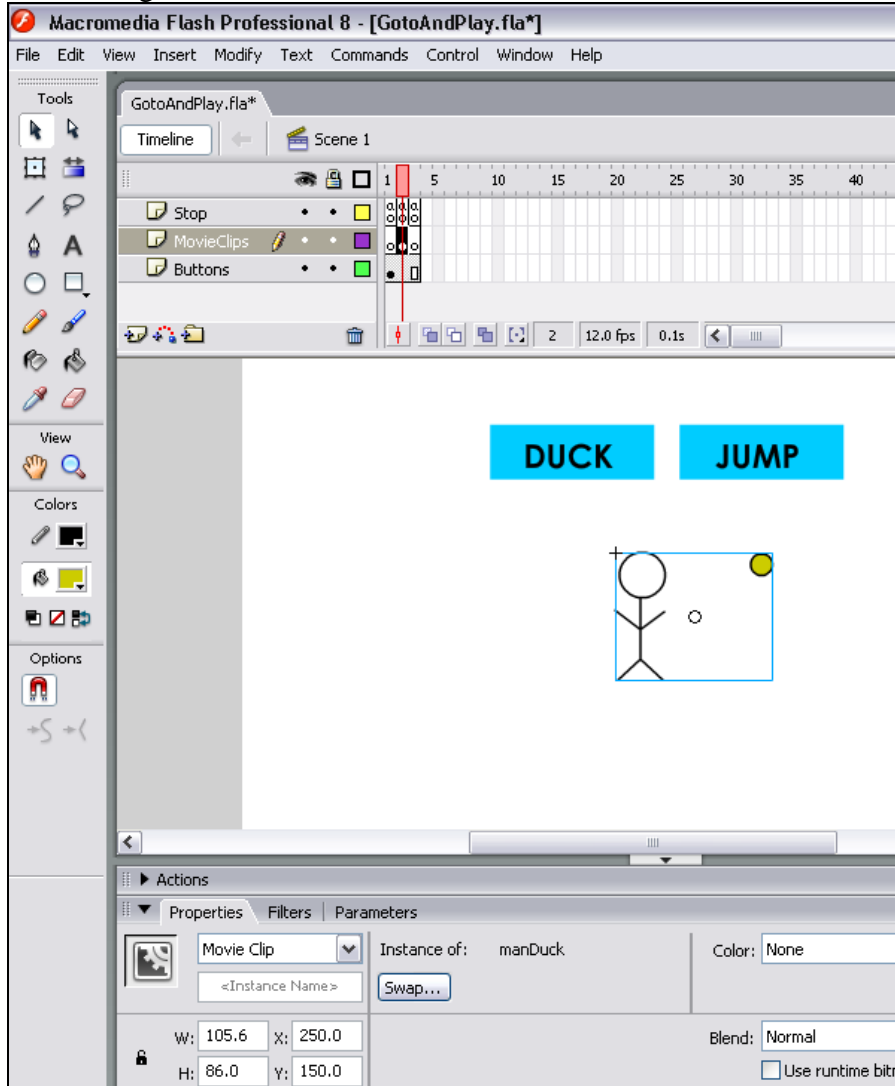 Macromedia Flash Professional 8 - [GotoAndPlay.fla*]
File Edit View Insert Modify Text Commands Control Window Help
Tools
GotoAndPlay.fla*
Timeline Scene 1
1 5 10 15 20 25 30 35 40
Stop
MovieClips
Buttons
2 12.0 fps 0.1s
View
DUCK JUMP
Colors
Options
Actions
Properties Filters Parameters
Movie Clip Instance of: manDuck Color: None
<Instance Name> Swap...
W: 105.6 X: 250.0 Blend: Normal
H: 86.0 Y: 150.0 Use runtime bit